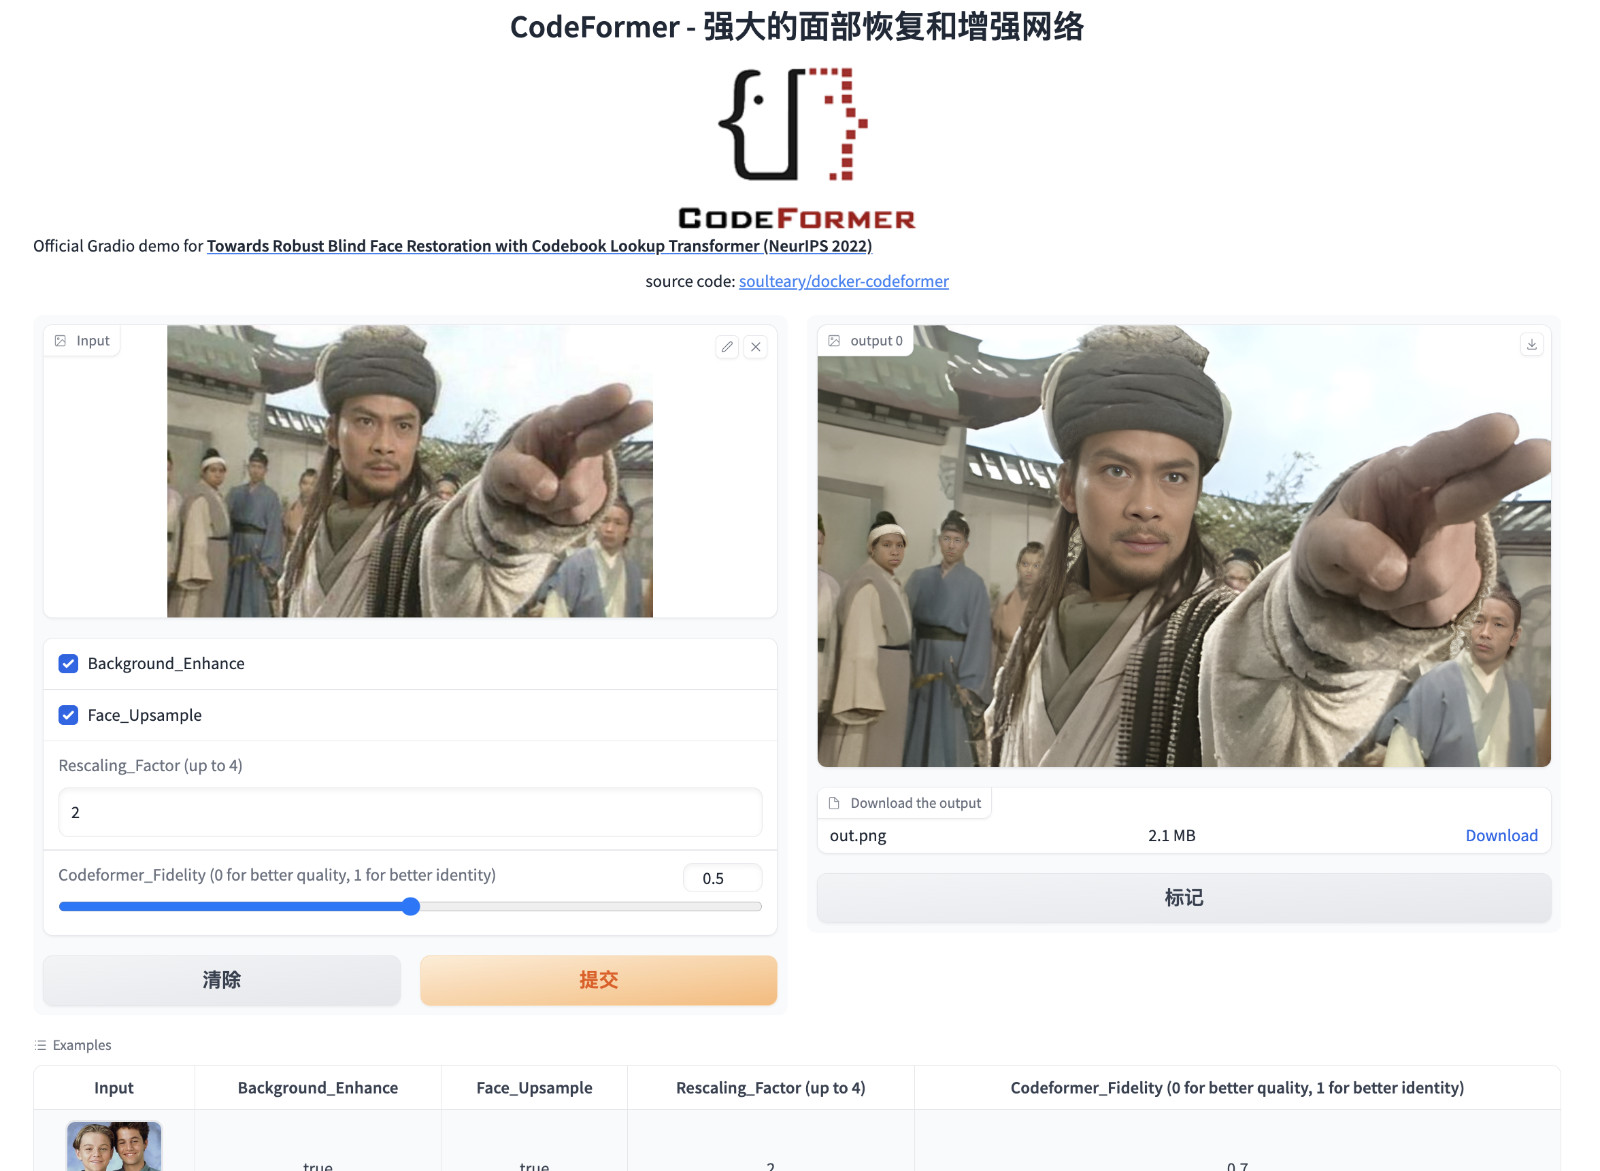 CodeFormer - 强大的面部恢复和增强网络
CODEFORMER
Official Gradio demo for Towards Robust Blind Face Restoration with Codebook Lookup Transformer (NeurIPS 2022)
source code: soulteary/docker-codeformer
Input
output 0
Background_Enhance
Face_Upsample
Rescaling_Factor (up to 4)
2
Codeformer_Fidelity (0 for better quality, 1 for better identity)
0.5
清除
提交
Download the output
out.png 2.1 MB Download
标记
Examples
Input Background_Enhance Face_Upsample Rescaling_Factor (up to 4) Codeformer_Fidelity (0 for better quality, 1 for better identity)
true true 2 0.7